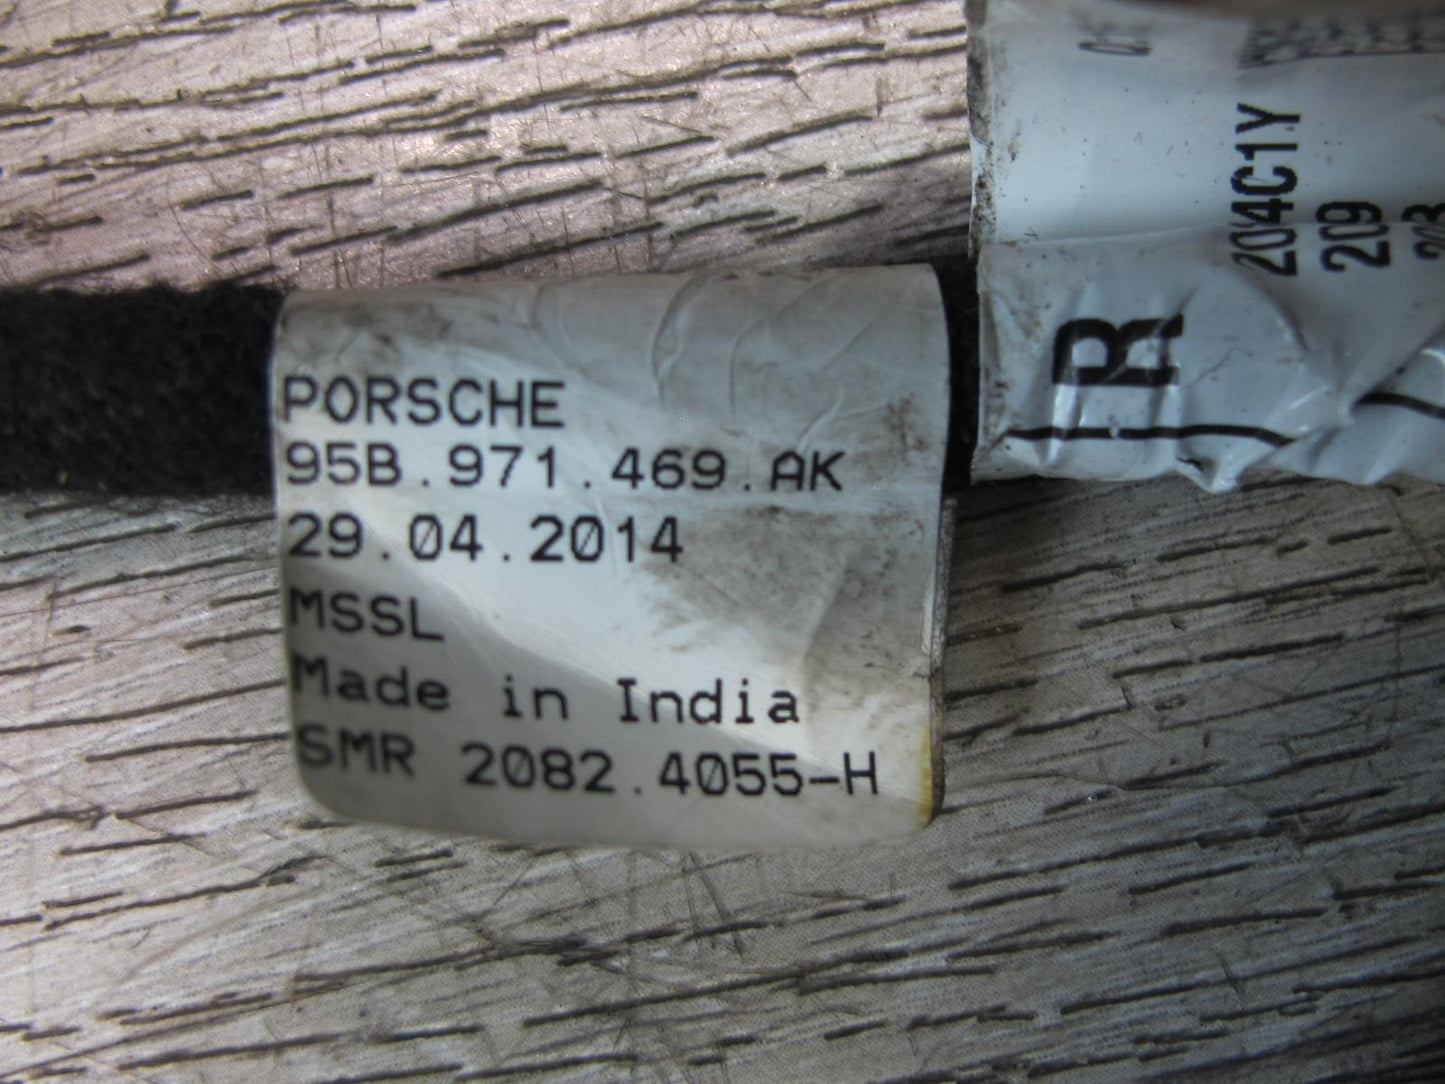 PORSCHE
95B.971.469.AK
29.04.2014
MSSL
Made in India
SMR 2082.4055-H
R
204C1Y
209